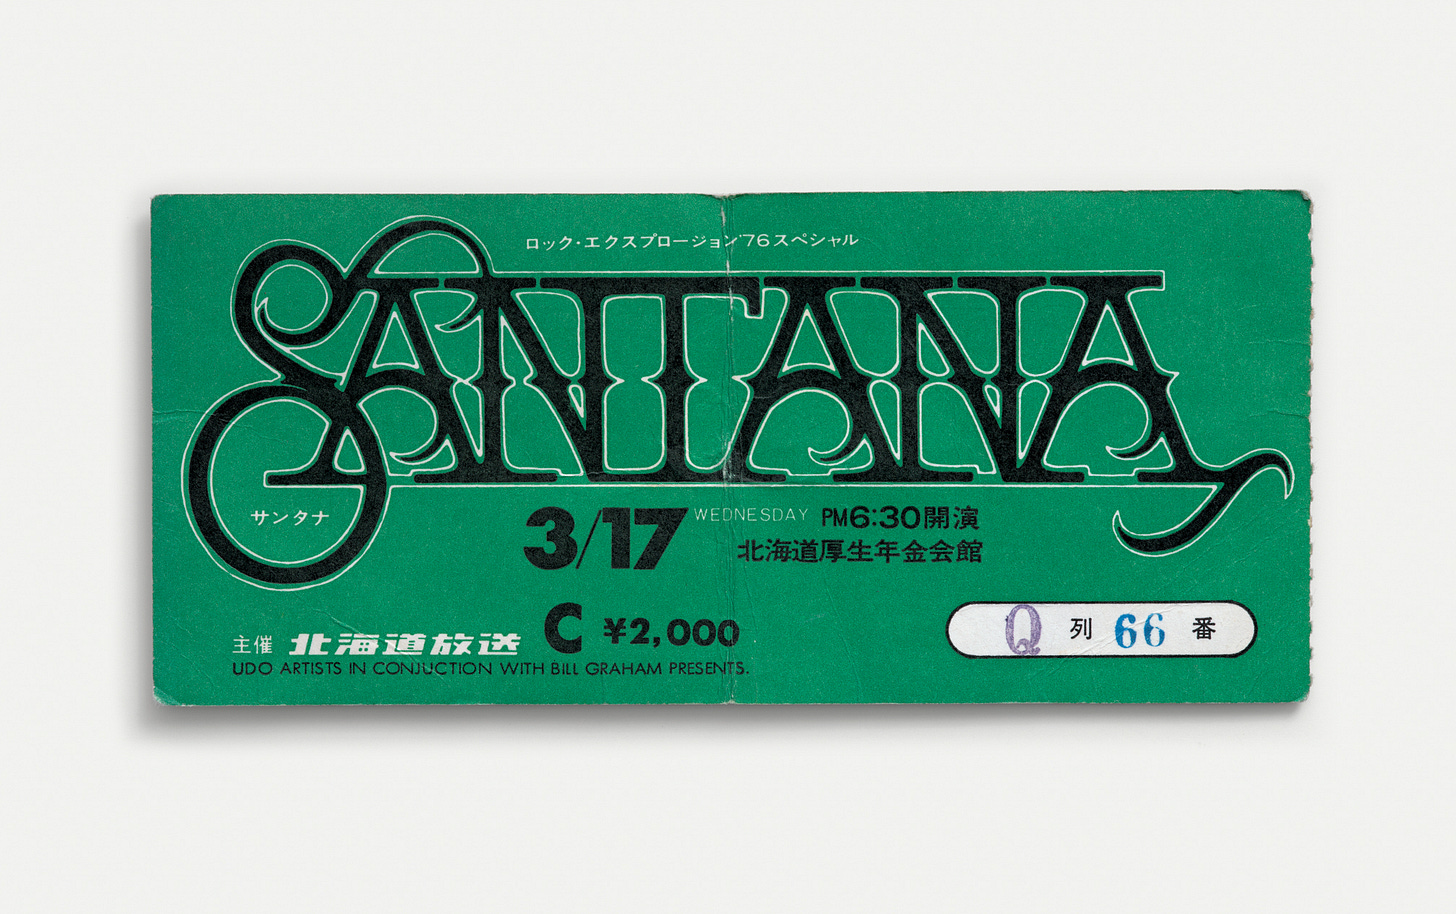 ロック・エクスプロージョン'76スペシャル
SANTANA
サンタナ
3/17 WEDNESDAY PM6:30開演
北海道厚生年金会館
C ¥2,000
主催 北海道放送
UDO ARTISTS IN CONJUCTION WITH BILL GRAHAM PRESENTS.
Q 列 66 番